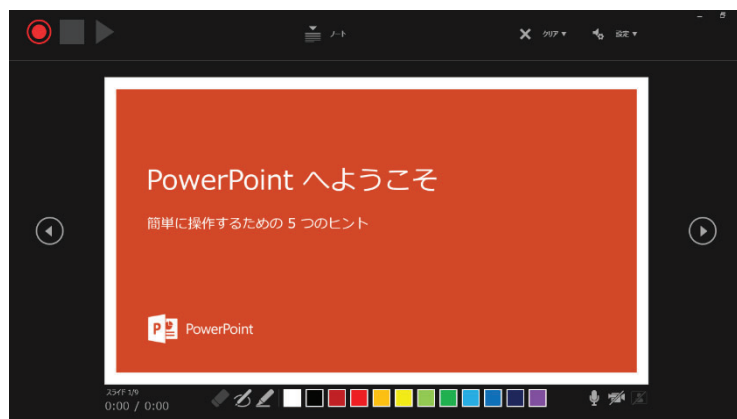 ノート
クリア
設定
PowerPoint へようこそ
簡単に操作するための 5 つのヒント
P
PowerPoint
スライド 1/9
0:00 / 0:00